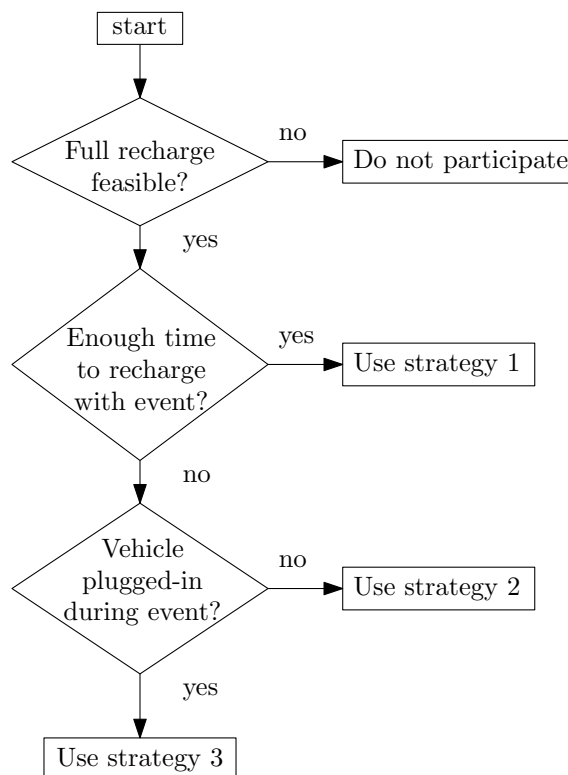 start
no
Full recharge
feasible?
Do not participate
yes
Enough time
to recharge
with event?
yes
Use strategy 1
no
Vehicle
plugged-in
during event?
no
Use strategy 2
yes
Use strategy 3